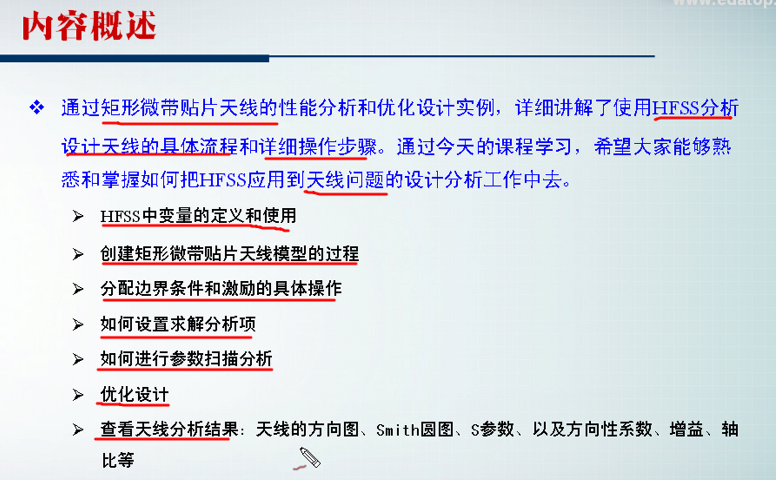 内容概述
❖ 通过矩形微带贴片天线的性能分析和优化设计实例，详细讲解了使用HFSS分析
设计天线的具体流程和详细操作步骤。通过今天的课程学习，希望大家能够熟
悉和掌握如何把HFSS应用到天线问题的设计分析工作中去。
➢ HFSS中变量的定义和使用
➢ 创建矩形微带贴片天线模型的过程
➢ 分配边界条件和激励的具体操作
➢ 如何设置求解分析项
➢ 如何进行参数扫描分析
➢ 优化设计
➢ 查看天线分析结果：天线的方向图、Smith圆图、S参数、以及方向性系数、增益、轴
比等